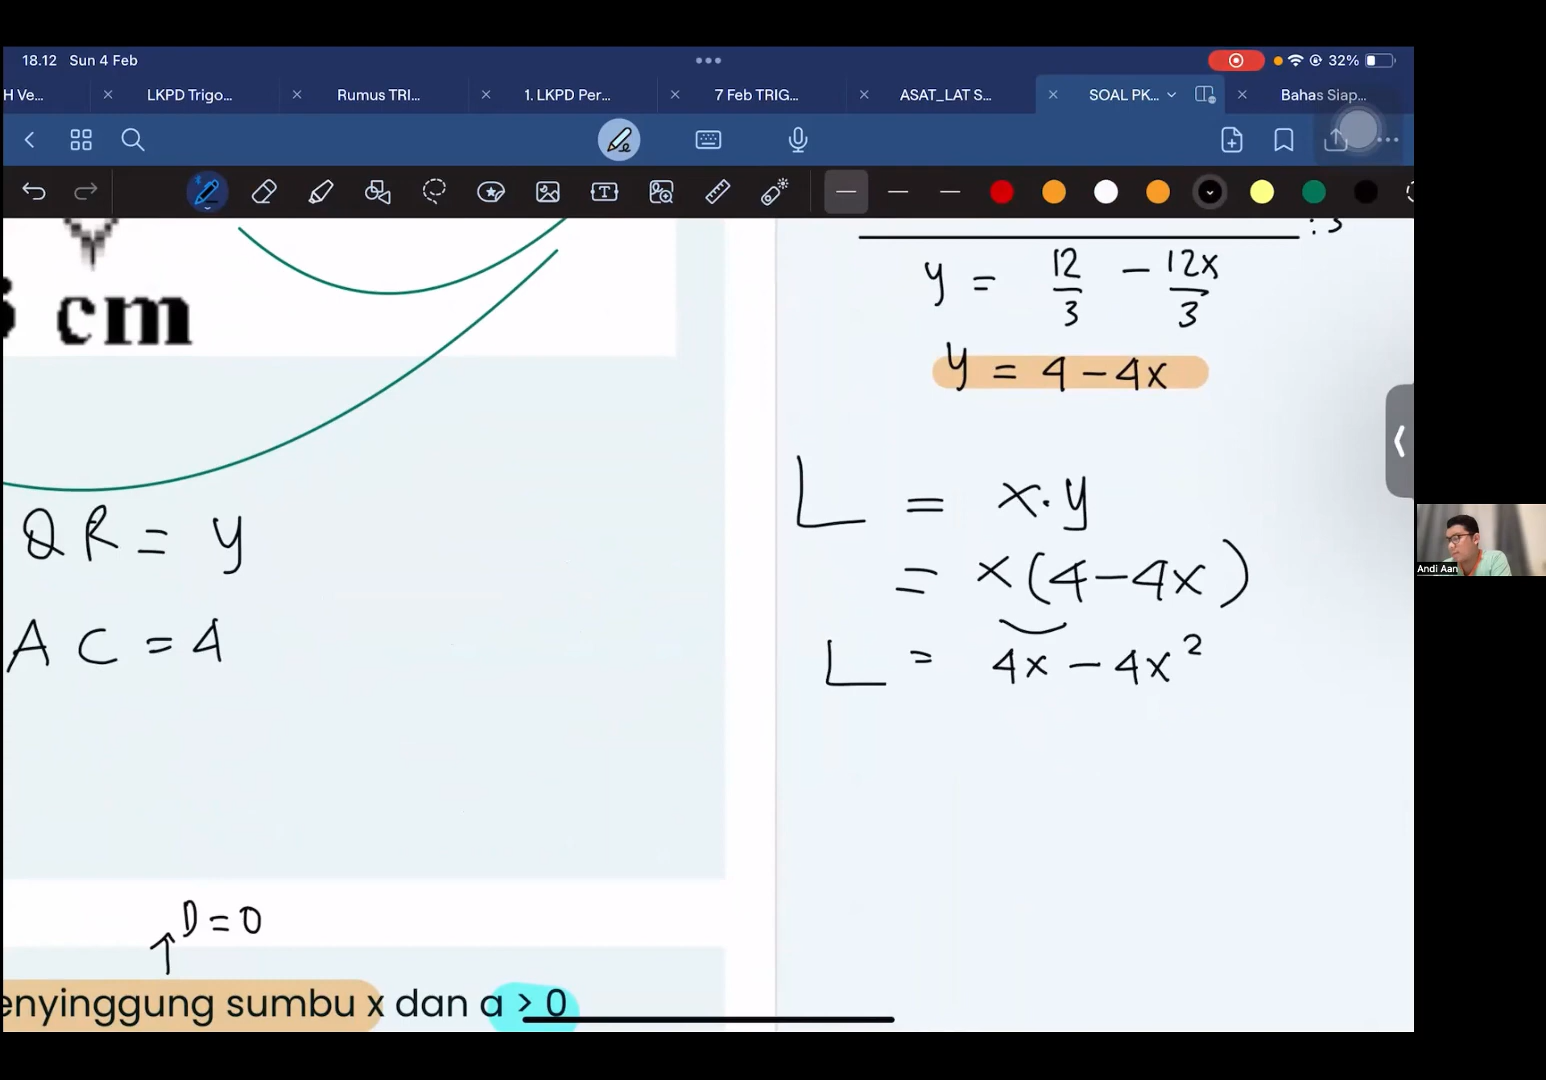 18.12 Sun 4 Feb
32%
H Ve...
LKPD Trigo...
Rumus TRI...
1. LKPD Per...
7 Feb TRIG...
ASAT_LAT S...
SOAL PK...
Bahas Siap...
cm
QR = y
AC = 4
D = 0
enyinggung sumbu x dan a > 0
: 3
y = 12/3 - 12x/3
y = 4 - 4x
L = x.y
= x(4-4x)
L = 4x - 4x²
Andi Aan